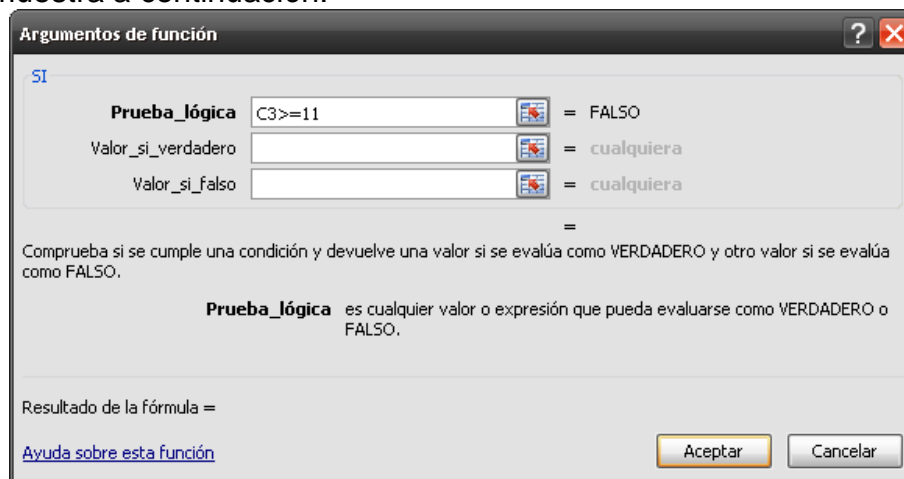 muestra a continuación.
Argumentos de función
SI
Prueba_lógica C3>=11 = FALSO
Valor_si_verdadero = cualquiera
Valor_si_falso = cualquiera
=
Comprueba si se cumple una condición y devuelve una valor si se evalúa como VERDADERO y otro valor si se evalúa
como FALSO.
Prueba_lógica es cualquier valor o expresión que pueda evaluarse como VERDADERO o
FALSO.
Resultado de la fórmula =
Ayuda sobre esta función Aceptar Cancelar